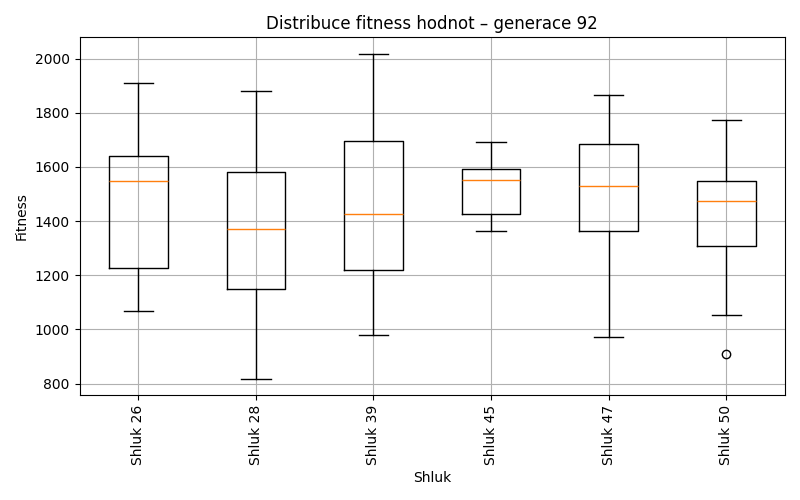 Distribuce fitness hodnot – generace 92
Fitness
2000
1800
1600
1400
1200
1000
800
Shluk 26
Shluk 28
Shluk 39
Shluk 45
Shluk 47
Shluk 50
Shluk